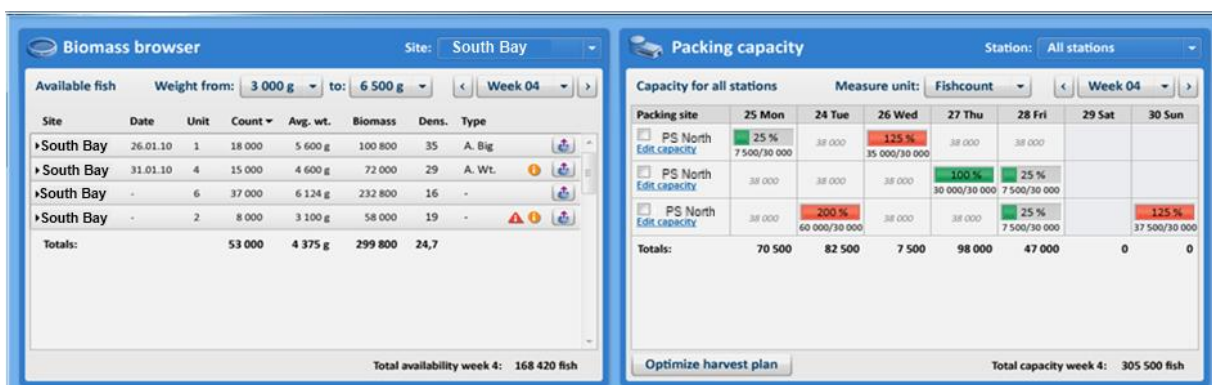 Biomass browser
Site: South Bay
Available fish Weight from: 3 000 g to: 6 500 g < Week 04 >
Site Date Unit Count Avg. wt. Biomass Dens. Type
South Bay 26.01.10 1 18 000 5 600 g 100 800 35 A. Big
South Bay 31.01.10 4 15 000 4 600 g 72 000 29 A. Wt.
South Bay - 6 37 000 6 124 g 232 800 16 -
South Bay - 2 8 000 3 100 g 58 000 19 -
Totals: 53 000 4 375 g 299 800 24,7
Total availability week 4: 168 420 fish
Packing capacity
Station: All stations
Capacity for all stations Measure unit: Fishcount < Week 04 >
Packing site 25 Mon 24 Tue 26 Wed 27 Thu 28 Fri 29 Sat 30 Sun
PS North 25 % 38 000 125 % 38 000 38 000
Edit capacity 7 500/30 000 35 000/30 000
PS North 38 000 38 000 38 000 100 % 25 %
Edit capacity 30 000/30 000 7 500/30 000
PS North 38 000 200 % 38 000 38 000 25 % 125 %
Edit capacity 60 000/30 000 7 500/30 000 37 500/30 000
Totals: 70 500 82 500 7 500 98 000 47 000 0 0
Optimize harvest plan
Total capacity week 4: 305 500 fish